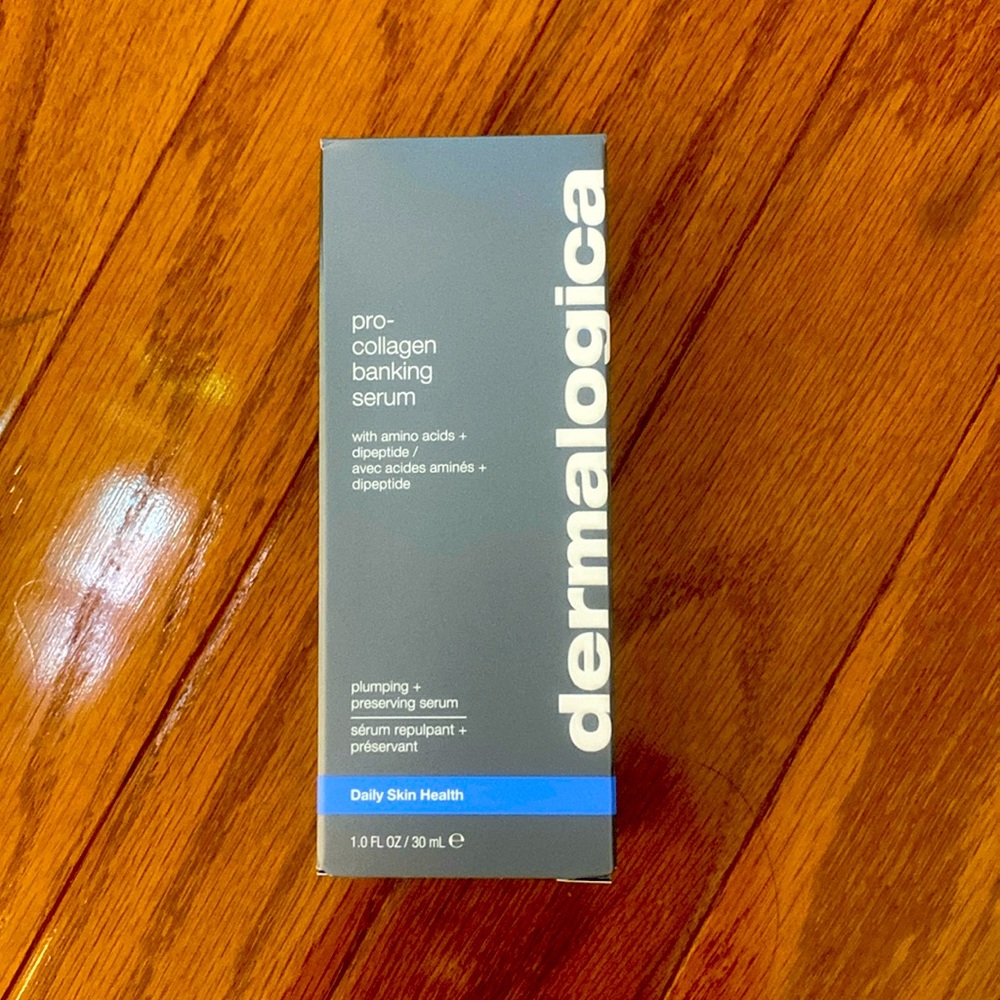 pro-
collagen
banking
serum
with amino acids +
dipeptide /
avec acides aminés +
dipeptide
dermalogica
plumping +
preserving serum
sérum repulpant +
préservant
Daily Skin Health
1.0 FL OZ / 30 mL ℮